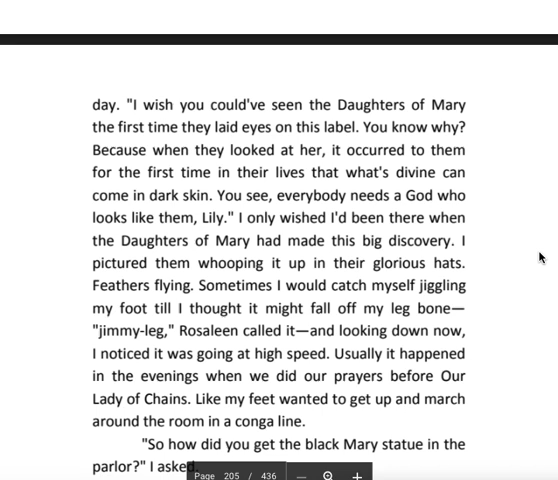 day. "I wish you could've seen the Daughters of Mary
the first time they laid eyes on this label. You know why?
Because when they looked at her, it occurred to them
for the first time in their lives that what's divine can
come in dark skin. You see, everybody needs a God who
looks like them, Lily." I only wished I'd been there when
the Daughters of Mary had made this big discovery. I
pictured them whooping it up in their glorious hats.
Feathers flying. Sometimes I would catch myself jiggling
my foot till I thought it might fall off my leg bone—
"jimmy-leg," Rosaleen called it—and looking down now,
I noticed it was going at high speed. Usually it happened
in the evenings when we did our prayers before Our
Lady of Chains. Like my feet wanted to get up and march
around the room in a conga line.
"So how did you get the black Mary statue in the
parlor?" I asked.
Page 205 / 436